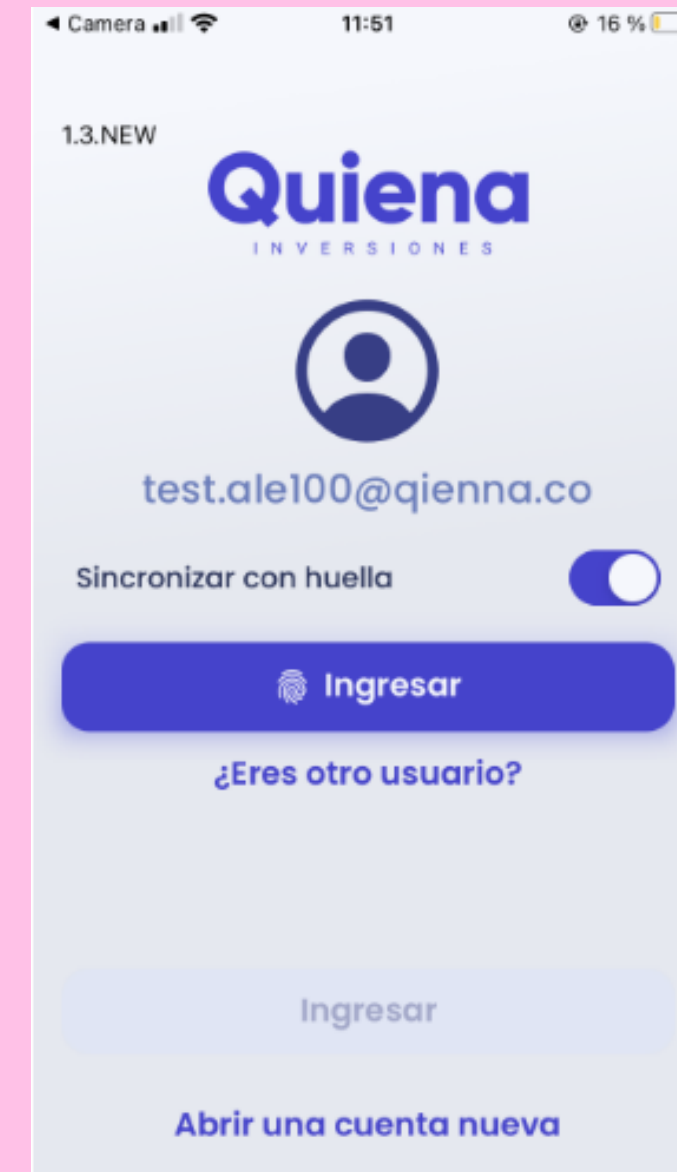 Camera 11:51 16 %
1.3.NEW
Quiena
INVERSIONES
test.ale100@qienna.co
Sincronizar con huella
Ingresar
¿Eres otro usuario?
Ingresar
Abrir una cuenta nueva